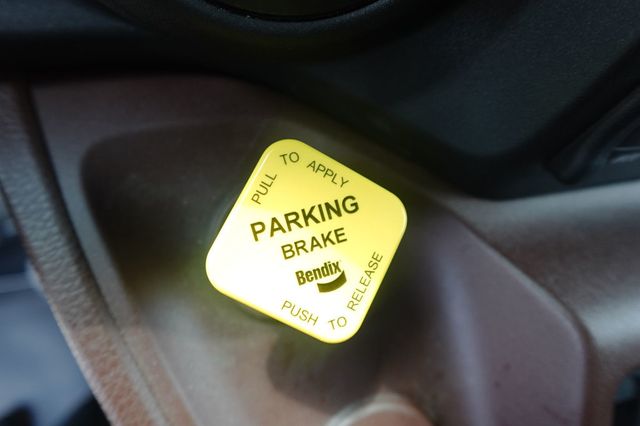 PULL TO APPLY
PARKING
BRAKE
Bendix
PUSH TO RELEASE